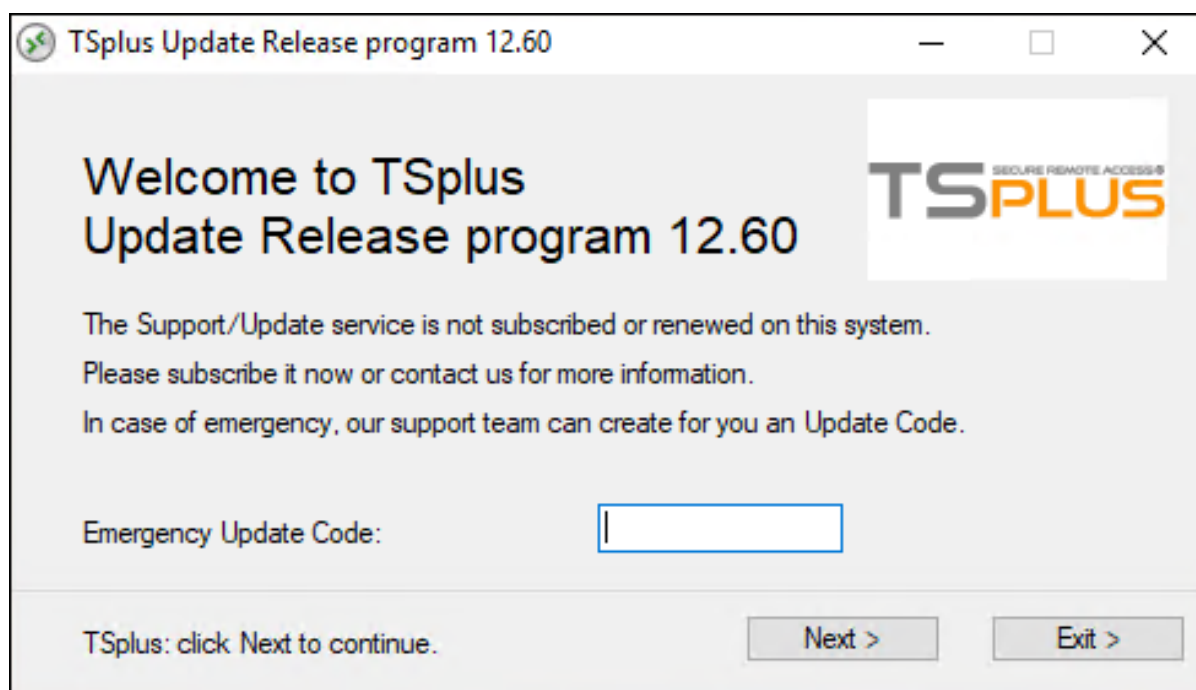 TSplus Update Release program 12.60
Welcome to TSplus
Update Release program 12.60
TSPLUS
SECURE REMOTE ACCESS®
The Support/Update service is not subscribed or renewed on this system.
Please subscribe it now or contact us for more information.
In case of emergency, our support team can create for you an Update Code.
Emergency Update Code:
TSplus: click Next to continue.
Next >
Exit >